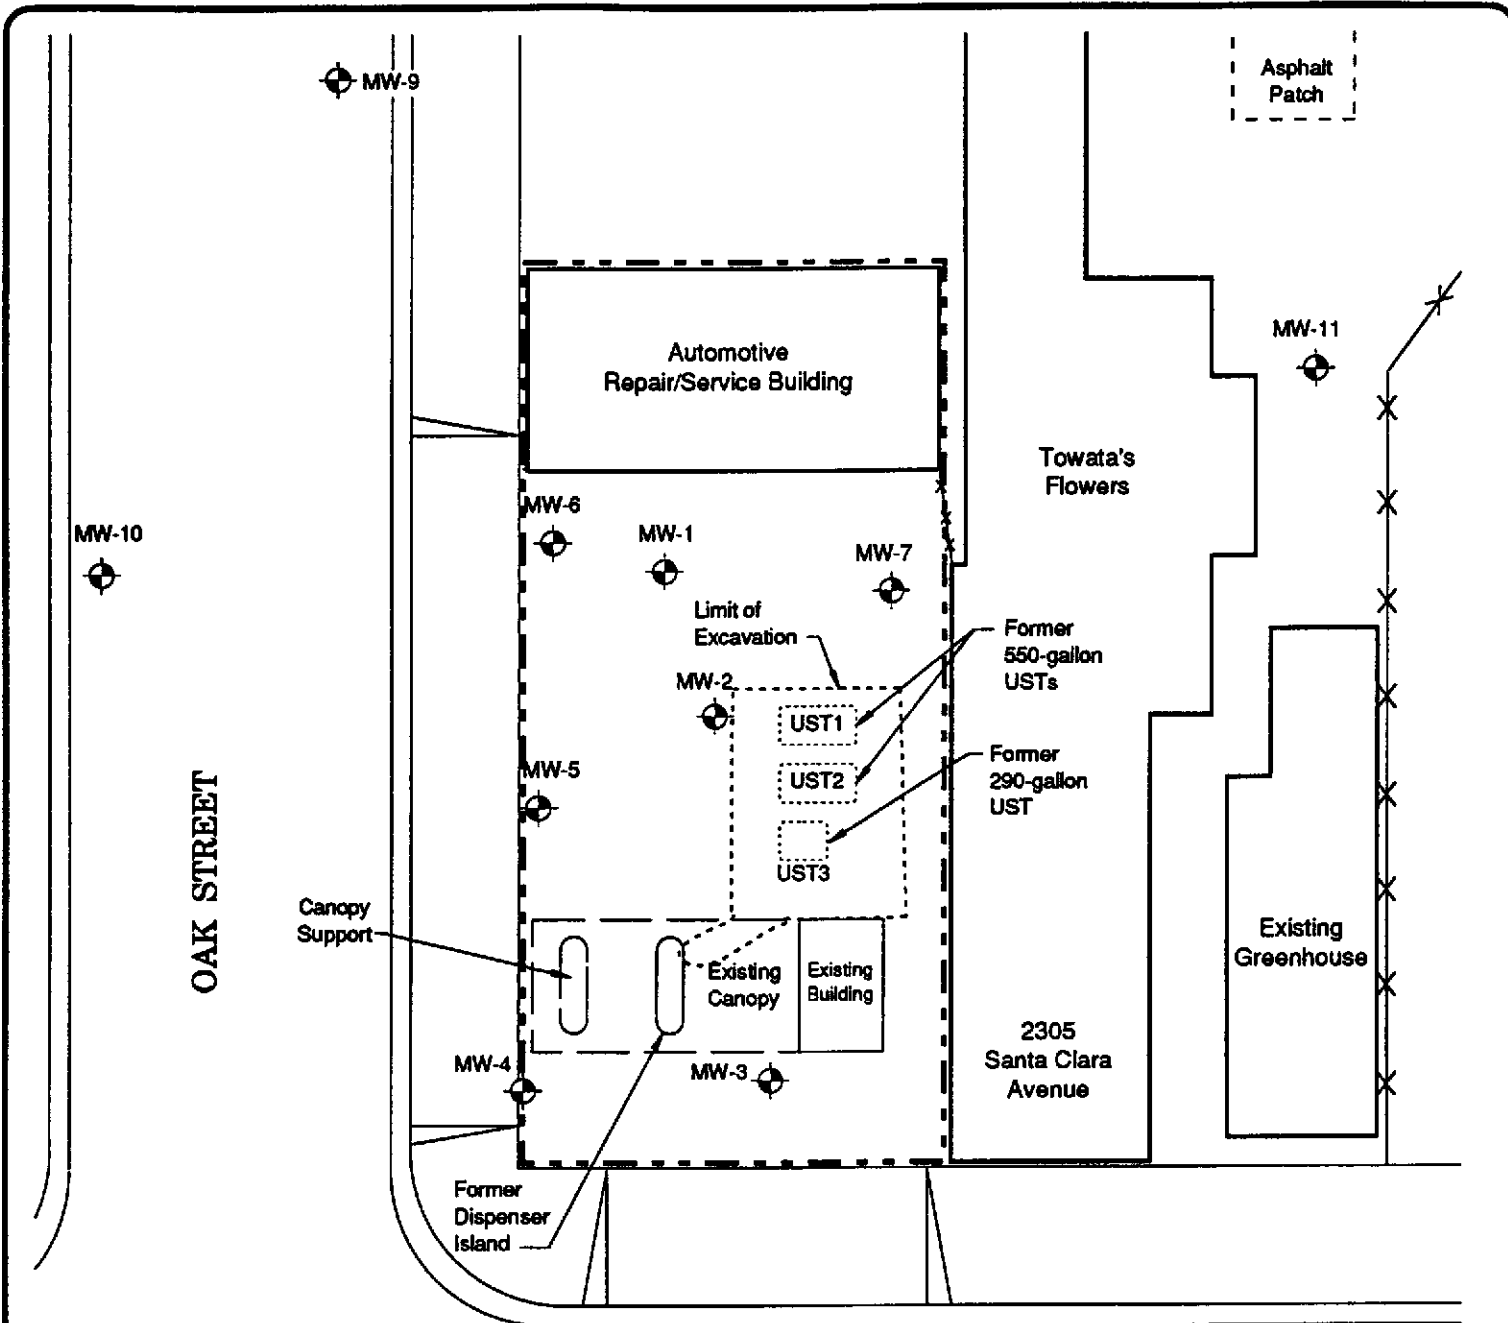 MW-9
Asphalt
Patch
MW-11
Automotive
Repair/Service Building
Towata's
Flowers
MW-6
MW-10
MW-1
MW-7
Limit of
Excavation
Former
550-gallon
USTs
MW-2
UST1
Former
290-gallon
UST
MW-5
UST2
UST3
OAK STREET
Canopy
Support
Existing
Canopy
Existing
Building
Existing
Greenhouse
2305
Santa Clara
Avenue
MW-4
MW-3
Former
Dispenser
Island